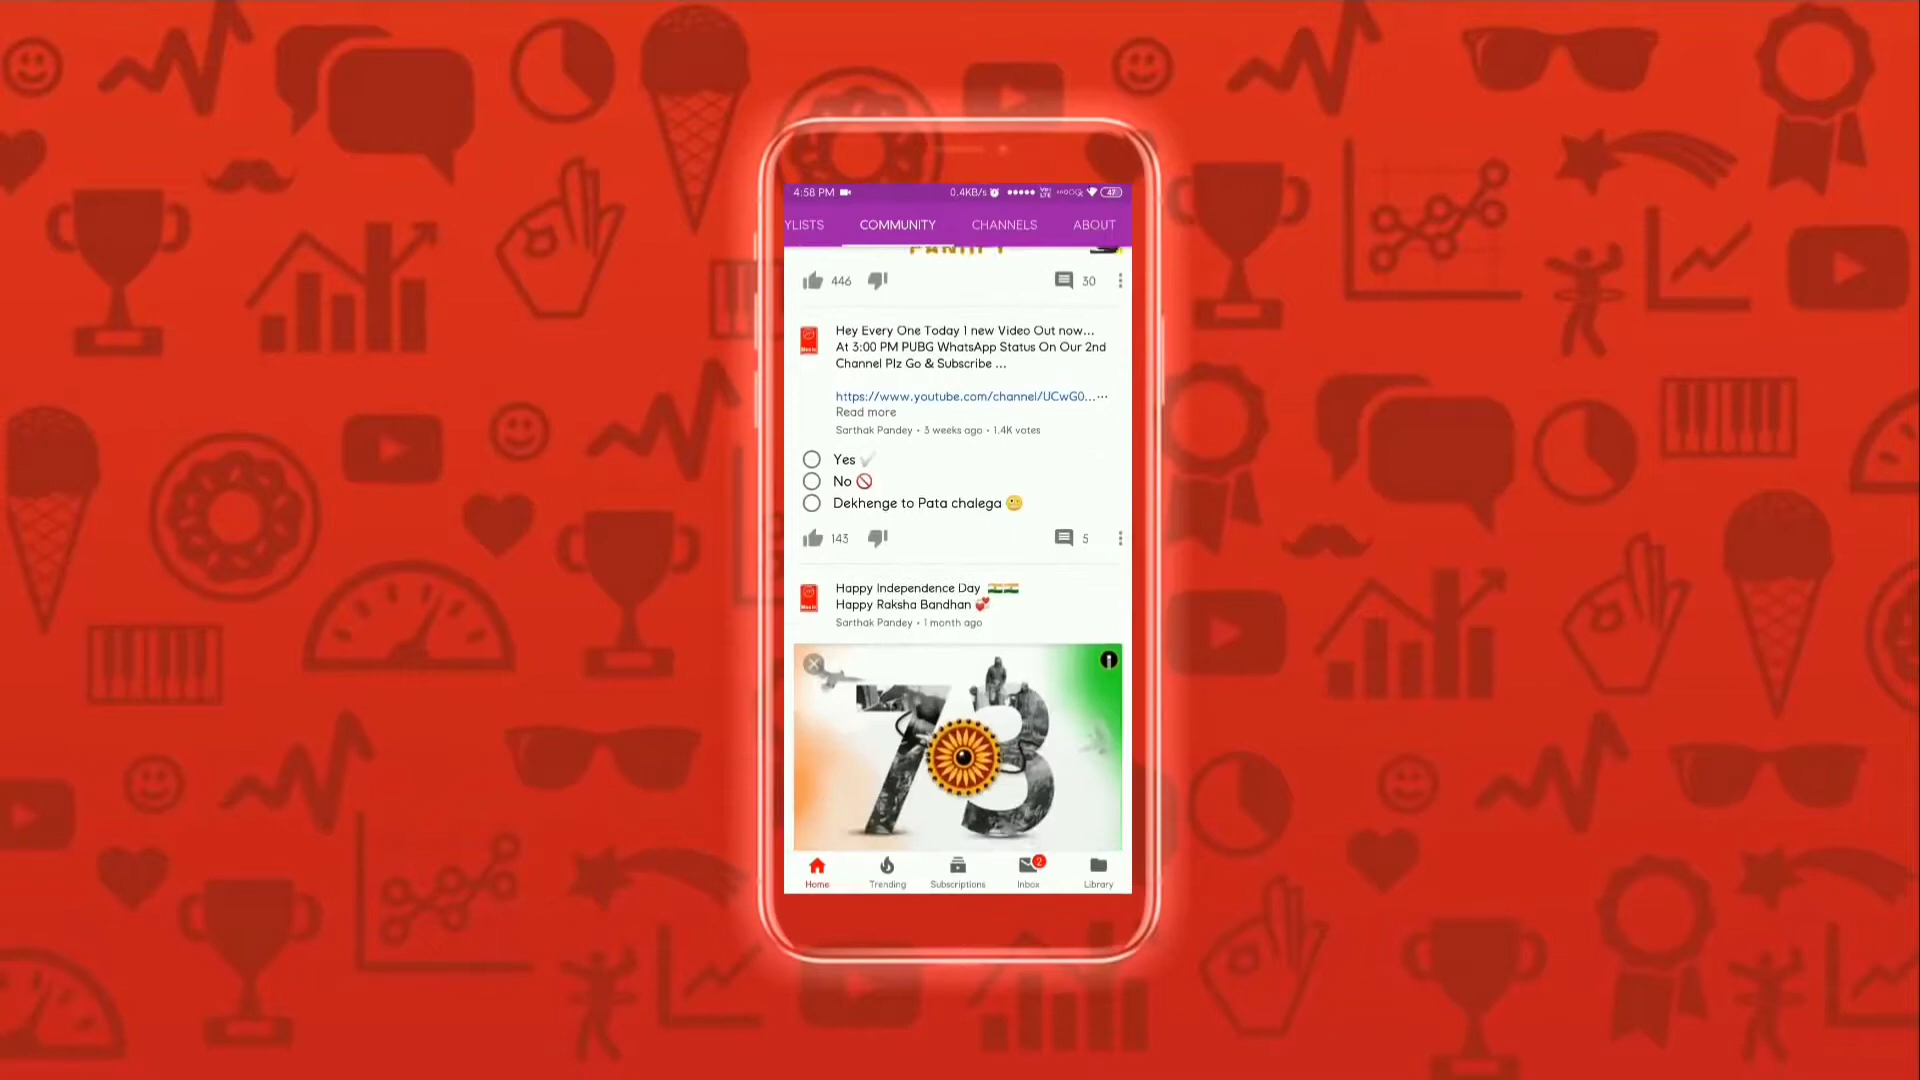 4:58 PM 0.4KB/s 47
YLISTS COMMUNITY CHANNELS ABOUT
446 30
Hey Every One Today 1 new Video Out now...
At 3:00 PM PUBG WhatsApp Status On Our 2nd
Channel Plz Go & Subscribe ...
https://www.youtube.com/channel/UCwG0...
Read more
Sarthak Pandey • 3 weeks ago • 1.4K votes
Yes
No
Dekhenge to Pata chalega
143 5
Happy Independence Day
Happy Raksha Bandhan
Sarthak Pandey • 1 month ago
73
2
Home Trending Subscriptions Inbox Library